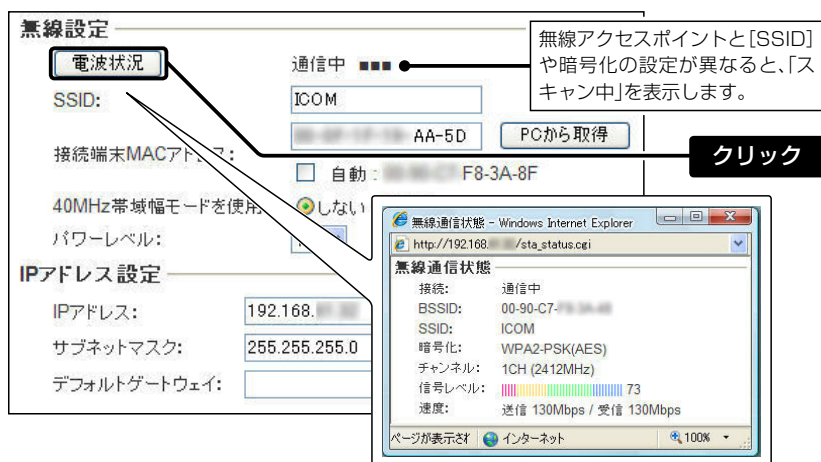 無線設定
電波状況
通信中 ■■■
無線アクセスポイントと[SSID]
や暗号化の設定が異なると、「ス
キャン中」を表示します。
SSID:
ICOM
接続端末MACアドレス:
AA-5D
PCから取得
クリック
自動:
F8-3A-8F
40MHz帯域幅モードを使用
しない
パワーレベル:
IPアドレス設定
IPアドレス:
192.168.
サブネットマスク:
255.255.255.0
デフォルトゲートウェイ:
無線通信状態 - Windows Internet Explorer
http://192.168. /sta_status.cgi
無線通信状態
接続: 通信中
BSSID: 00-90-C7-
SSID: ICOM
暗号化: WPA2-PSK(AES)
チャンネル: 1CH (2412MHz)
信号レベル: 73
速度: 送信 130Mbps / 受信 130Mbps
ページが表示され インターネット 100%